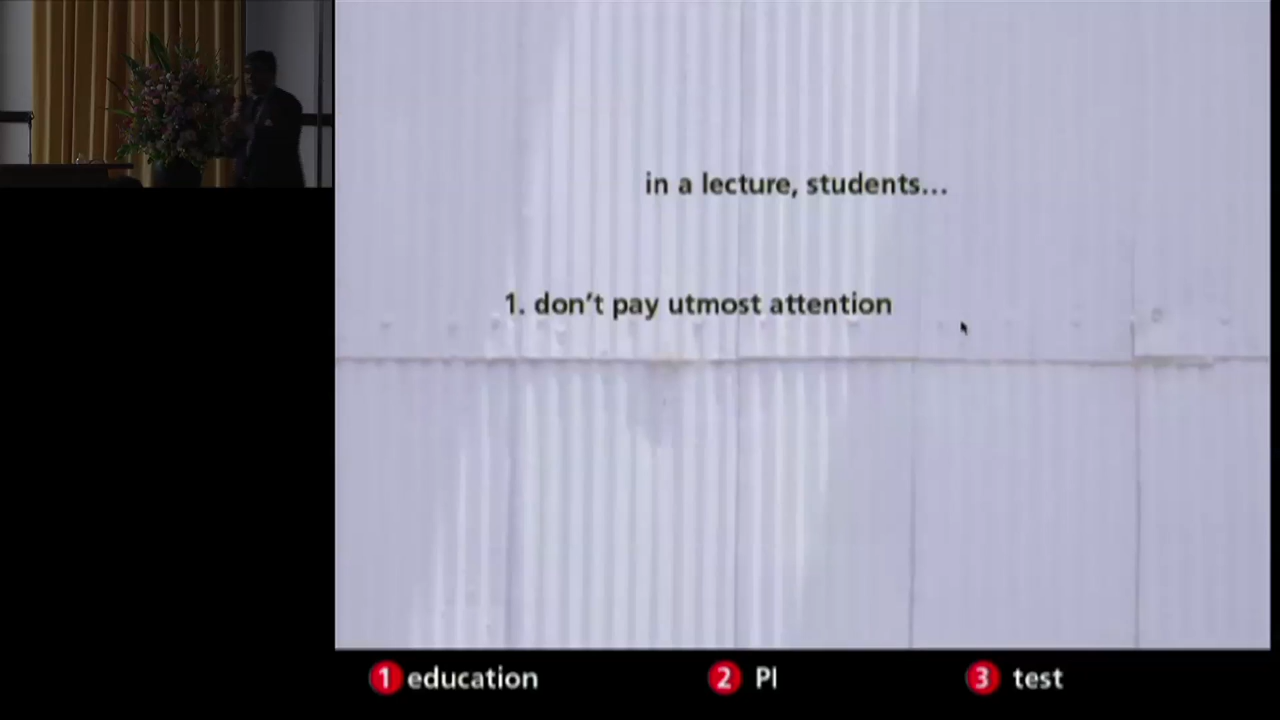 in a lecture, students...
1. don't pay utmost attention
1 education
2 PI
3 test